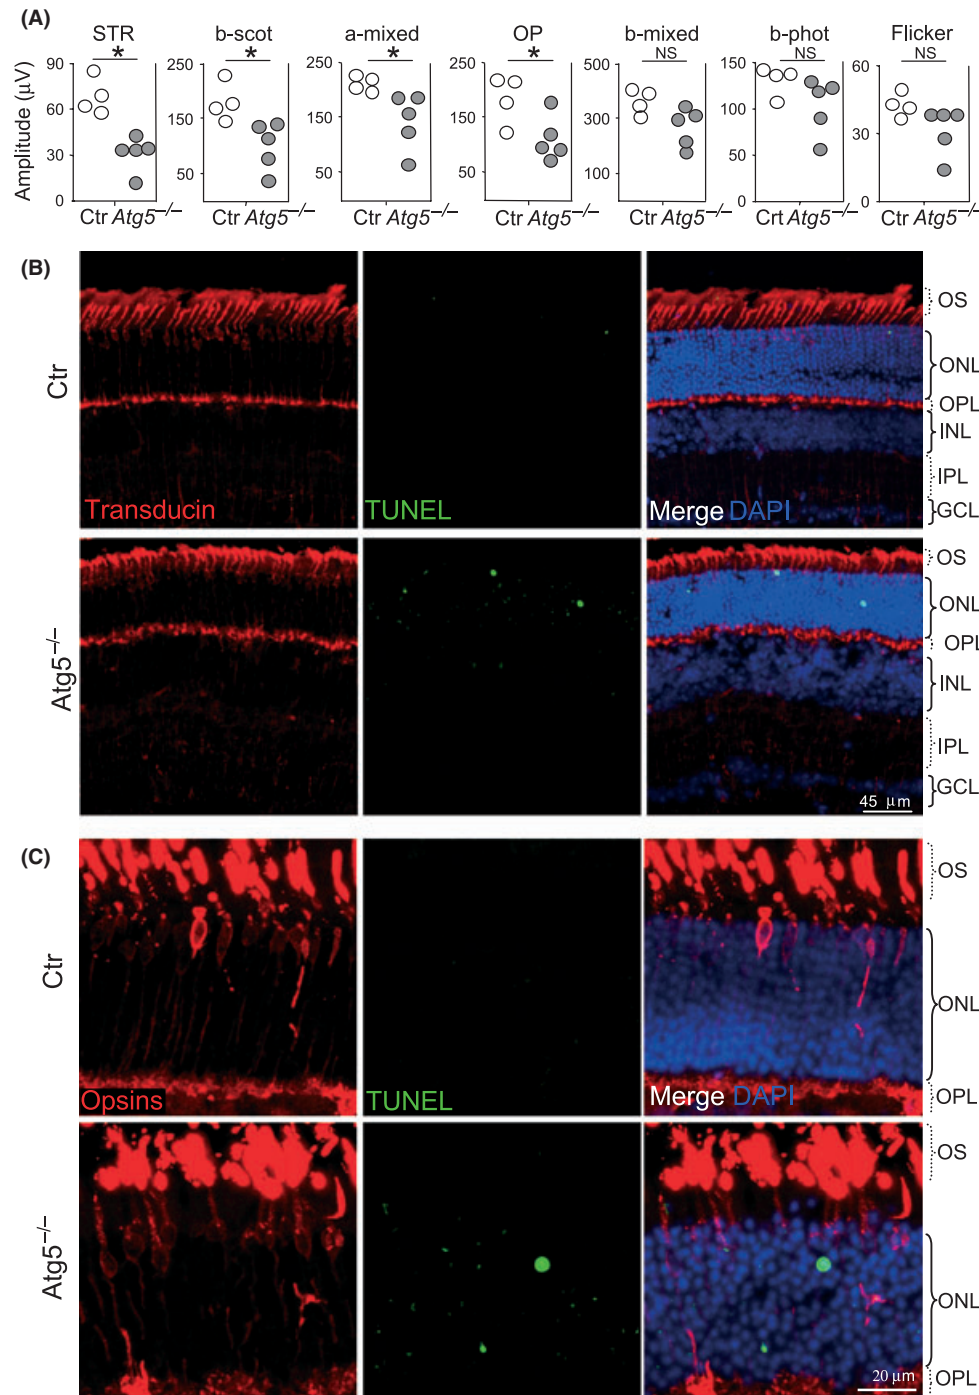 (A)
STR b-scot a-mixed OP b-mixed b-phot Flicker
* * * * NS NS NS
Amplitude (µV)
90 60 30 0
250 150 50
250 150 50
250 150 50
500 300 100
150 100 50 0
60 30 0
Ctr Atg5−/− Ctr Atg5−/− Ctr Atg5−/− Ctr Atg5−/− Ctr Atg5−/− Crt Atg5−/− Ctr Atg5−/−
(B)
Ctr
Transducin TUNEL Merge DAPI
OS
ONL
OPL
INL
IPL
GCL
Atg5−/−
OS
ONL
OPL
INL
IPL
GCL
45 µm
(C)
Ctr
Opsins TUNEL Merge DAPI
OS
ONL
OPL
Atg5−/−
OS
ONL
OPL
20 µm